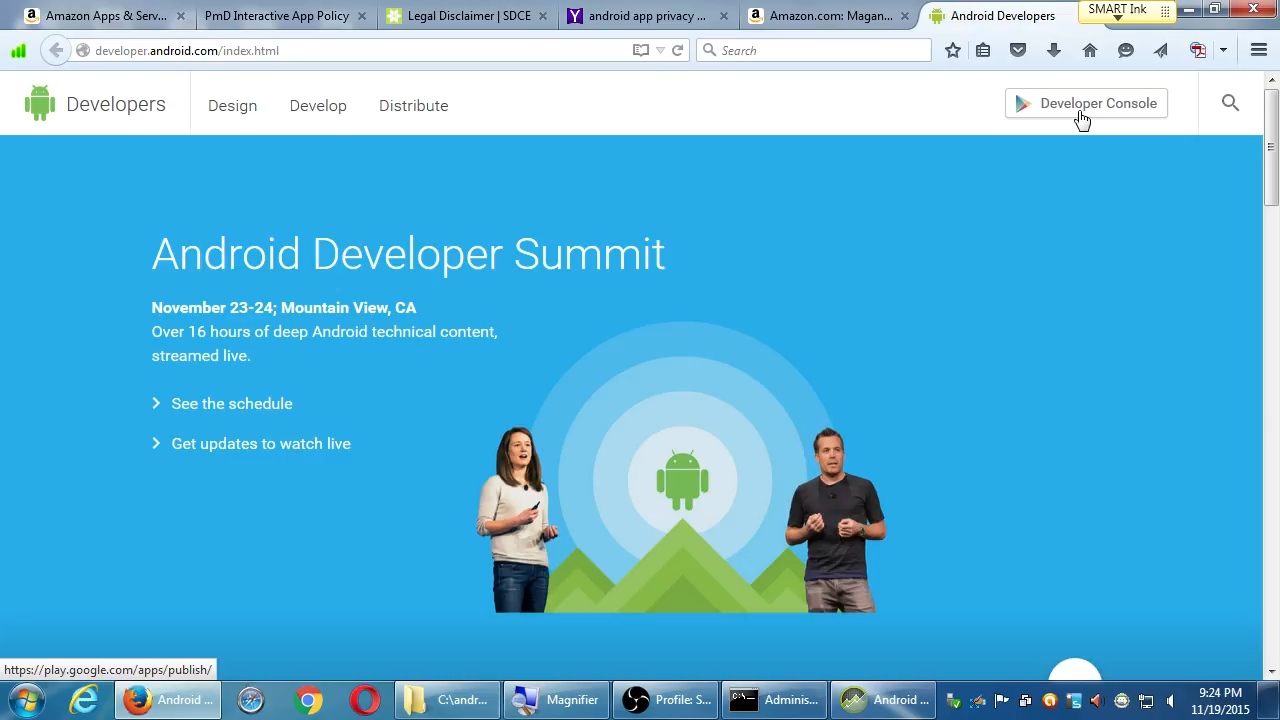 Amazon Apps & Serv...
PmD Interactive App Policy
Legal Disclaimer | SDCE
android app privacy ...
Amazon.com: Magan...
Android Developers
SMART Ink
developer.android.com/index.html
Search
Developers
Design
Develop
Distribute
Developer Console
Android Developer Summit
November 23-24; Mountain View, CA
Over 16 hours of deep Android technical content,
streamed live.
See the schedule
Get updates to watch live
https://play.google.com/apps/publish/
Android ...
C:\andr...
Magnifier
Profile: S...
Adminis...
Android ...
9:24 PM
11/19/2015